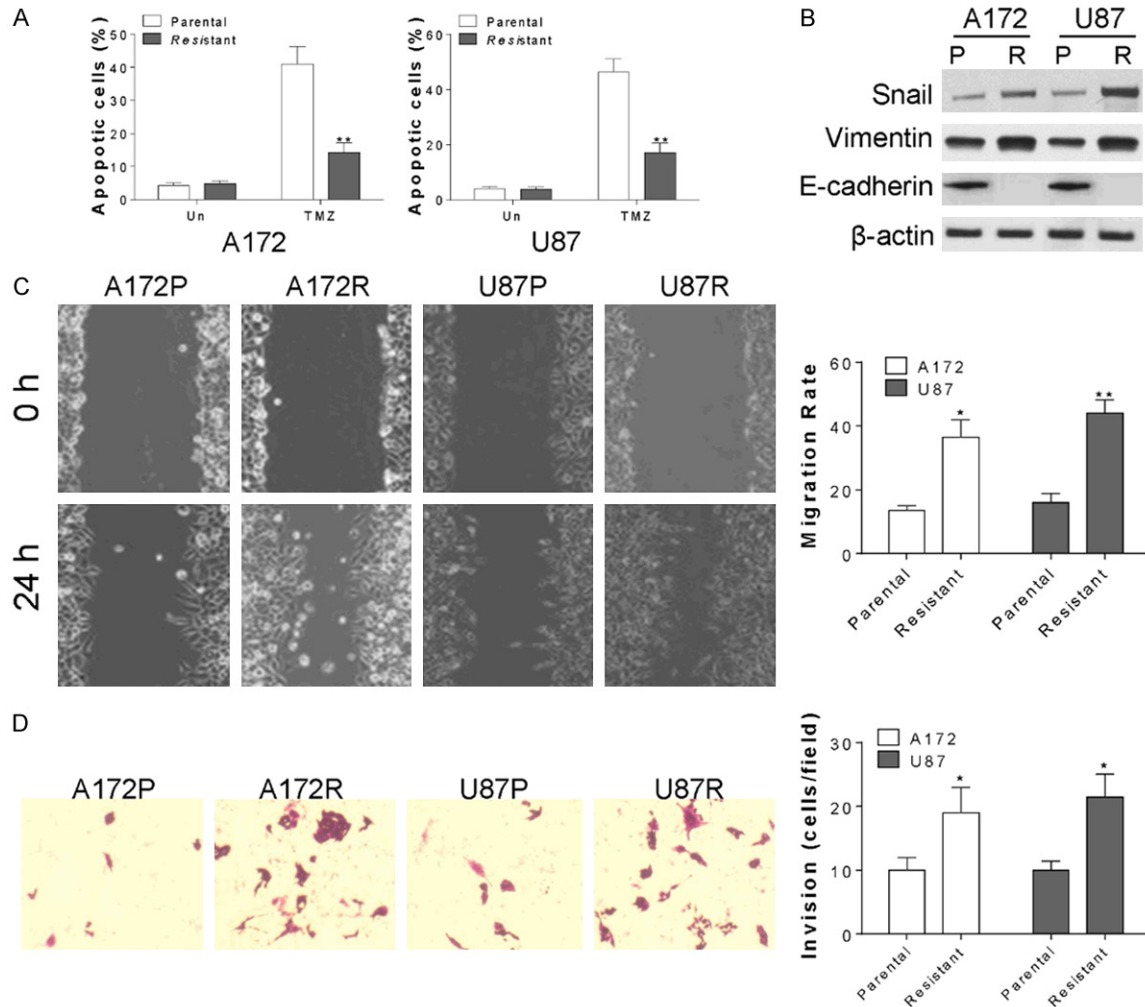 A
Apopotic cells (%)
50
40
30
20
10
0
Parental
Resistant
**
Un
TMZ
A172
Apopotic cells (%)
60
40
20
0
Parental
Resistant
**
Un
TMZ
U87
B
A172 U87
P R P R
Snail
Vimentin
E-cadherin
β-actin
C
A172P A172R U87P U87R
0 h
24 h
Migration Rate
60
40
20
0
A172
U87
*
**
Parental
Resistant
Parental
Resistant
D
A172P A172R U87P U87R
Invision (cells/field)
30
20
10
0
A172
U87
*
*
Parental
Resistant
Parental
Resistant